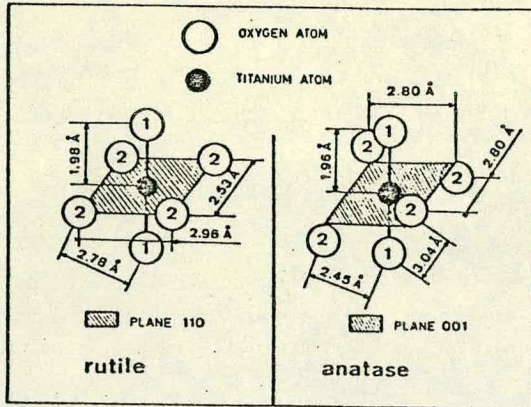 OXYGEN ATOM
TITANIUM ATOM
1
2
2
2
2
1
1,98 Å
2.53 Å
2.96 Å
2.78 Å
PLANE 110
rutile
2.80 Å
1
2
2
2
2
1
1,96 Å
2.80 Å
3.04 Å
2.45 Å
PLANE 001
anatase